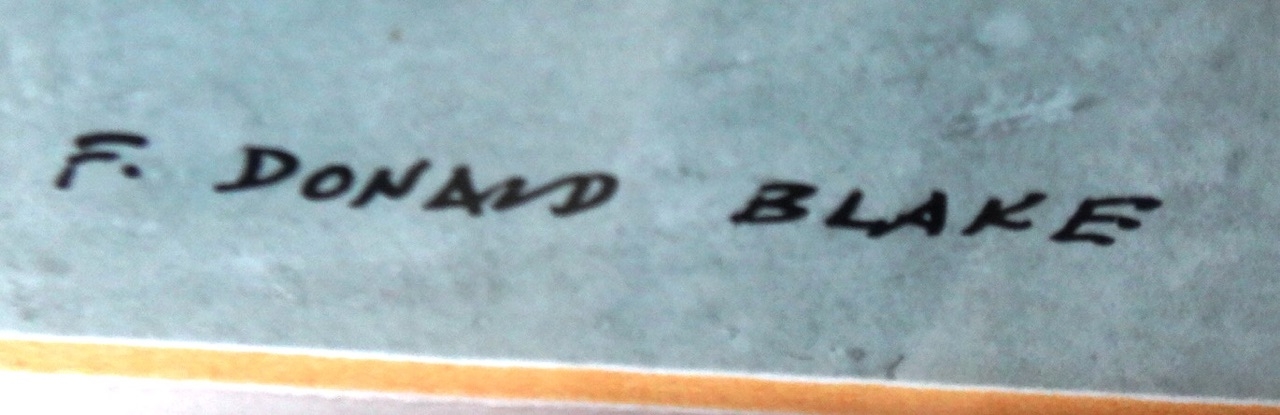 F. DONALD BLAKE